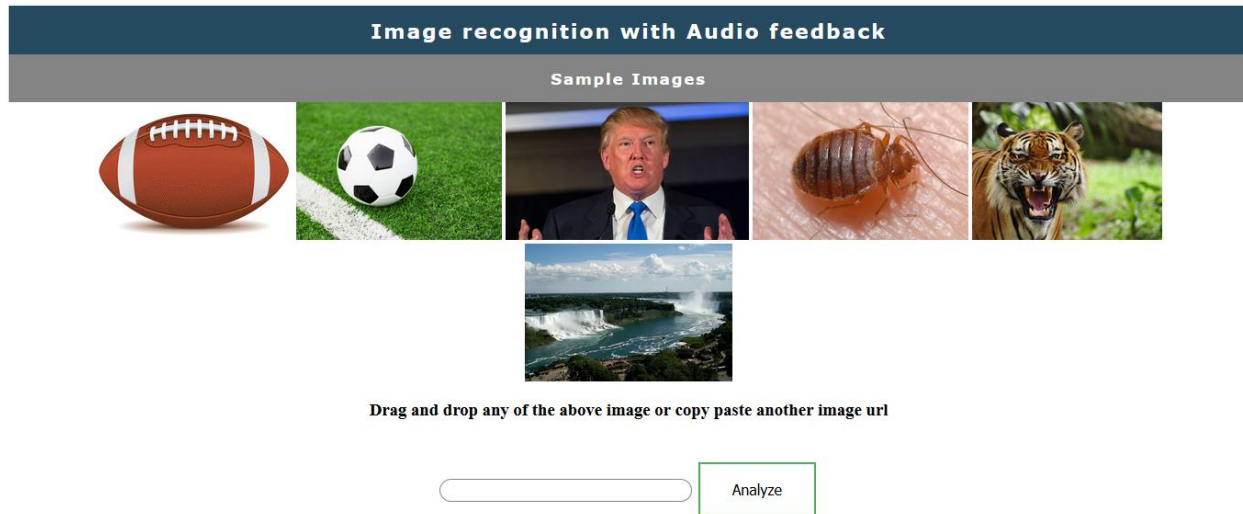 Image recognition with Audio feedback
Sample Images
Drag and drop any of the above image or copy paste another image url
Analyze